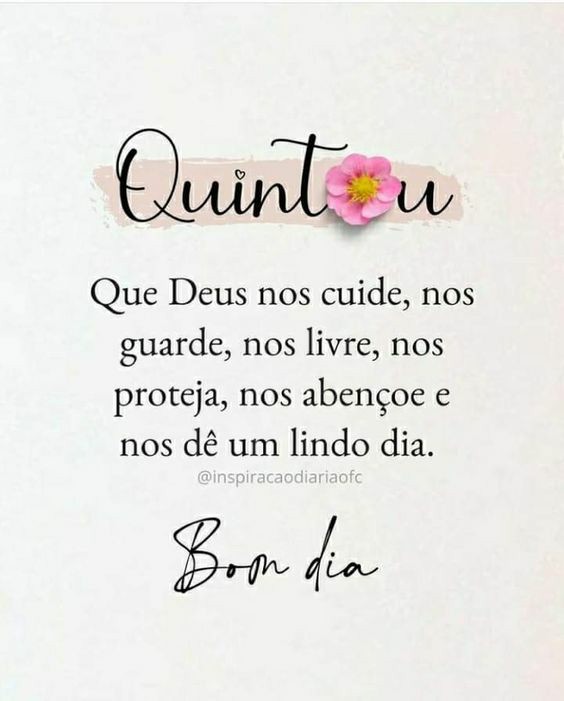 Quintou
Que Deus nos cuide, nos
guarde, nos livre, nos
proteja, nos abençoe e
nos dê um lindo dia.
@inspiracaodiariaofc
Bom dia